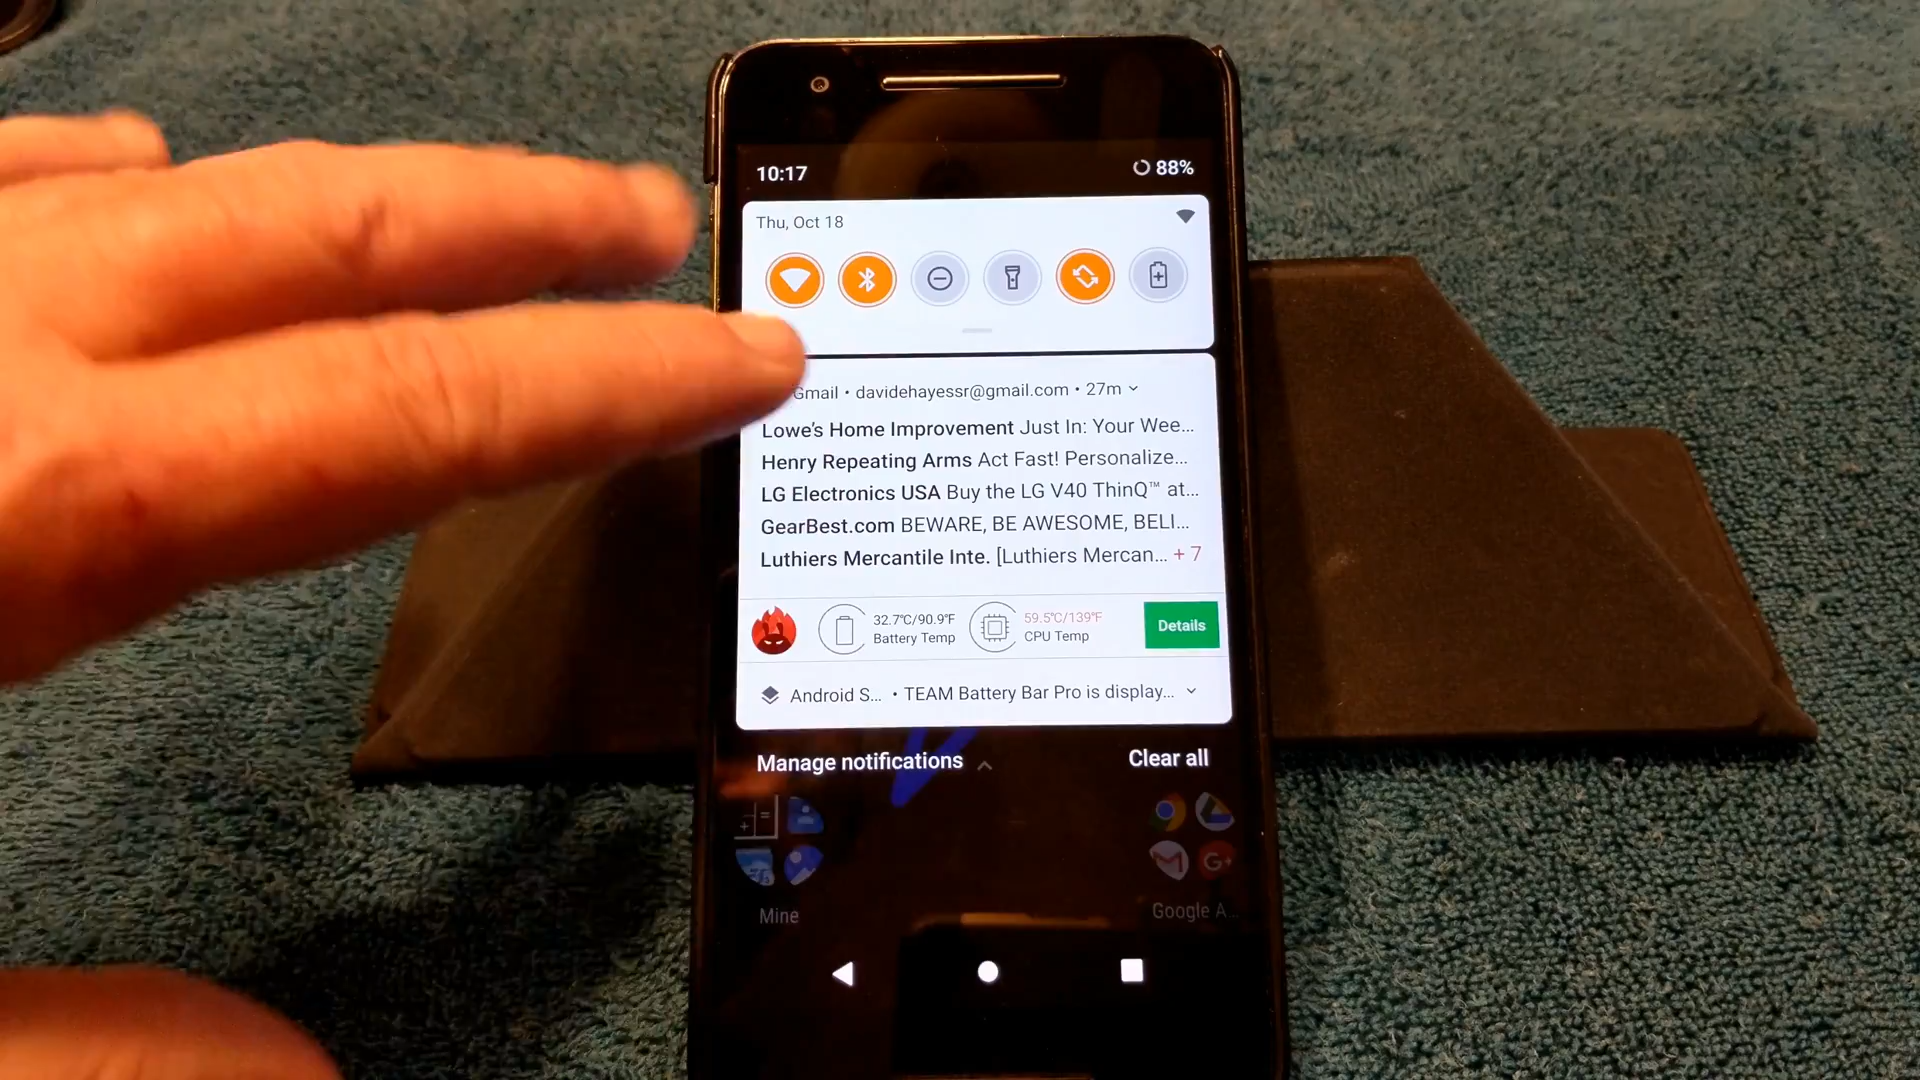 10:17 88%
Thu, Oct 18
Gmail • davidehayessr@gmail.com • 27m
Lowe's Home Improvement Just In: Your Wee...
Henry Repeating Arms Act Fast! Personalize...
LG Electronics USA Buy the LG V40 ThinQ™ at...
GearBest.com BEWARE, BE AWESOME, BELI...
Luthiers Mercantile Inte. [Luthiers Mercan... + 7
32.7℃/90.9℉ 59.5℃/139℉ Details
Battery Temp CPU Temp
Android S... • TEAM Battery Bar Pro is display...
Manage notifications Clear all
Mine Google A...